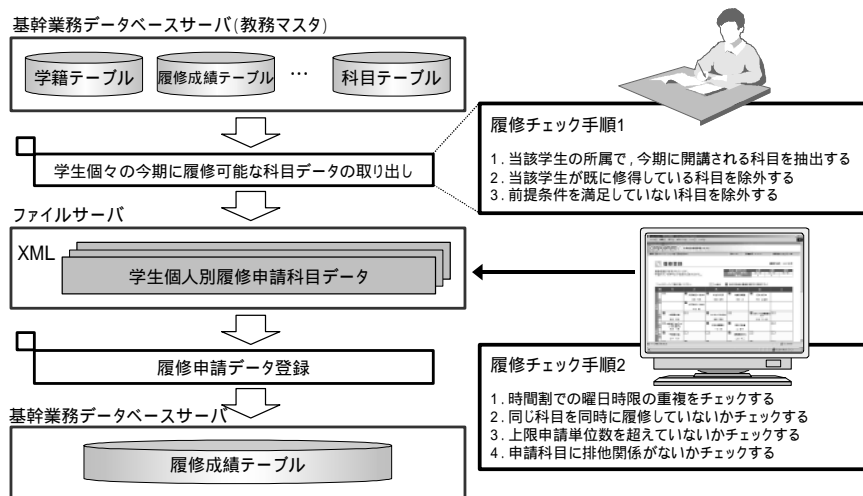 基幹業務データベースサーバ(教務マスタ)
学籍テーブル
履修成績テーブル
…
科目テーブル
学生個々の今期に履修可能な科目データの取り出し
履修チェック手順1
1.当該学生の所属で,今期に開講される科目を抽出する
2.当該学生が既に修得している科目を除外する
3.前提条件を満足していない科目を除外する
ファイルサーバ
XML
学生個人別履修申請科目データ
履修申請データ登録
履修チェック手順2
1.時間割での曜日時限の重複をチェックする
2.同じ科目を同時に履修していないかチェックする
3.上限申請単位数を超えていないかチェックする
4.申請科目に排他関係がないかチェックする
基幹業務データベースサーバ
履修成績テーブル